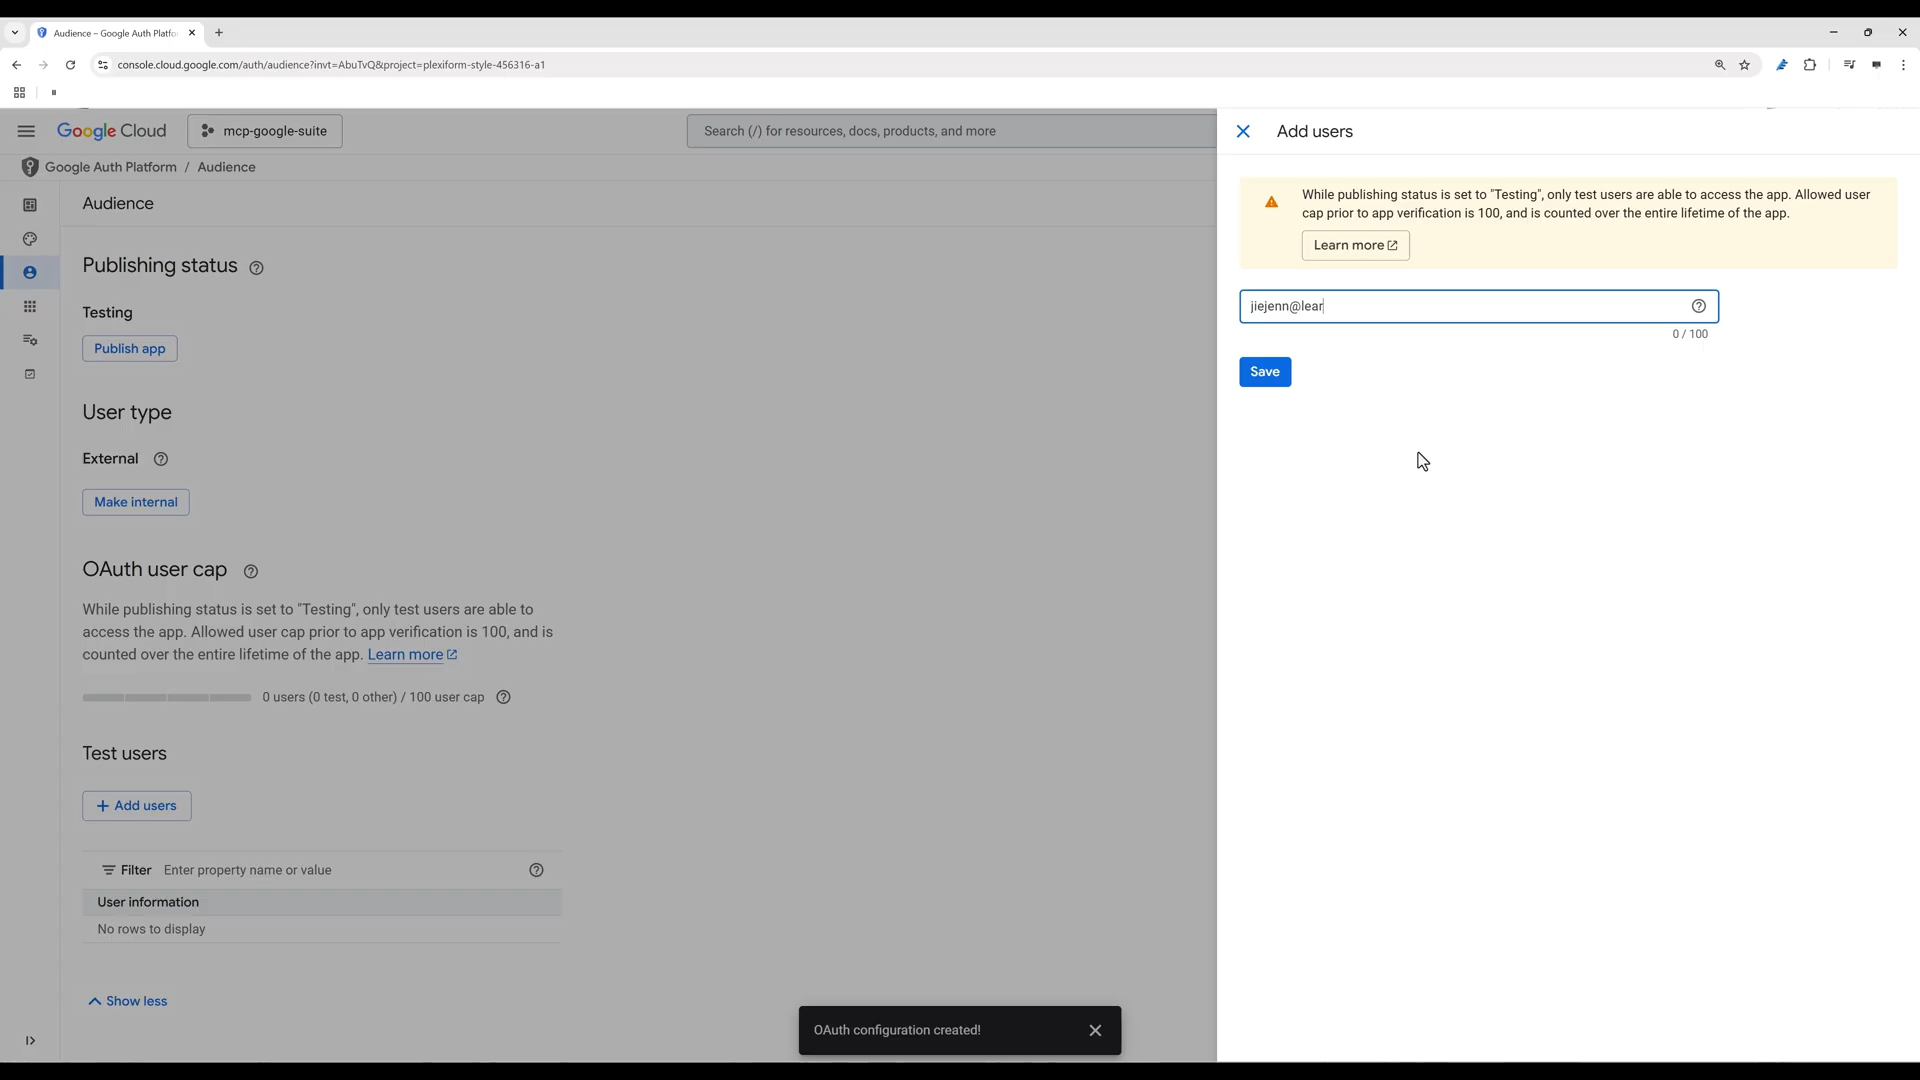 Audience – Google Auth Platfo
console.cloud.google.com/auth/audience?invt=AbuTvQ&project=plexiform-style-456316-a1
Google Cloud
mcp-google-suite
Search (/) for resources, docs, products, and more
Google Auth Platform / Audience
Audience
Publishing status
Testing
Publish app
User type
External
Make internal
OAuth user cap
While publishing status is set to "Testing", only test users are able to
access the app. Allowed user cap prior to app verification is 100, and is
counted over the entire lifetime of the app. Learn more
0 users (0 test, 0 other) / 100 user cap
Test users
+ Add users
Filter Enter property name or value
User information
No rows to display
Show less
OAuth configuration created!
Add users
While publishing status is set to "Testing", only test users are able to access the app. Allowed user
cap prior to app verification is 100, and is counted over the entire lifetime of the app.
Learn more
jiejenn@lear
0 / 100
Save